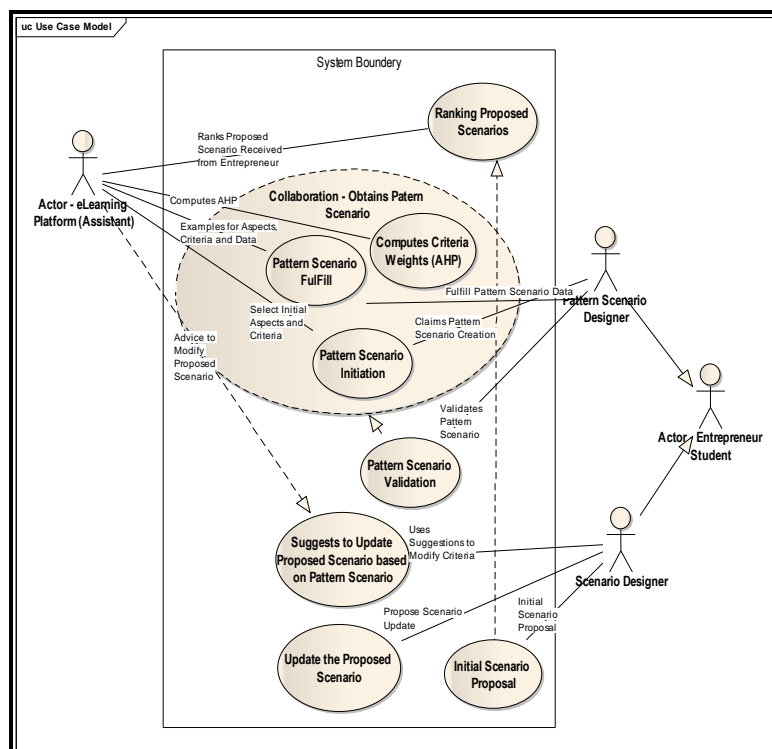 uc Use Case Model
System Boundery
Ranking Proposed
Scenarios
Ranks Proposed
Scenario Received
from Entrepreneur
Actor - eLearning
Platform (Assistant)
Computes AHP
Collaboration - Obtains Patern
Scenario
Examples for Aspects,
Criteria and Data
Computes Criteria
Weights (AHP)
Pattern Scenario
FulFill
Fulfill Pattern Scenario Data
Pattern Scenario
Designer
Select Initial
Aspects and
Criteria
Claims Pattern
Scenario Creation
Advice to
Modify
Proposed
Scenario
Pattern Scenario
Initiation
Validates
Pattern
Scenario
Actor - Entrepreneur
Student
Pattern Scenario
Validation
Uses
Suggestions to
Modify Criteria
Suggests to Update
Proposed Scenario based
on Pattern Scenario
Scenario Designer
Propose Scenario
Update
Initial
Scenario
Proposal
Update the Proposed
Scenario
Initial Scenario
Proposal